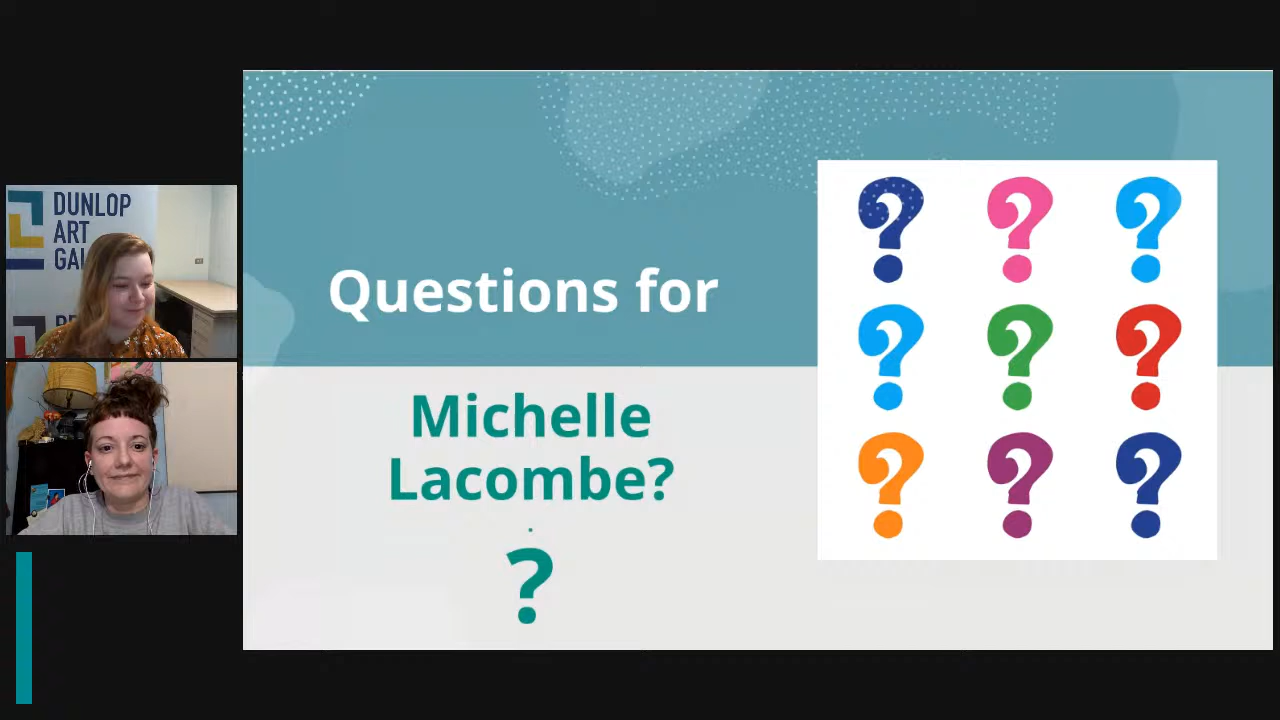 DUNLOP
ART
GAL
Questions for
Michelle
Lacombe?
.
?
? ? ?
? ? ?
? ? ?